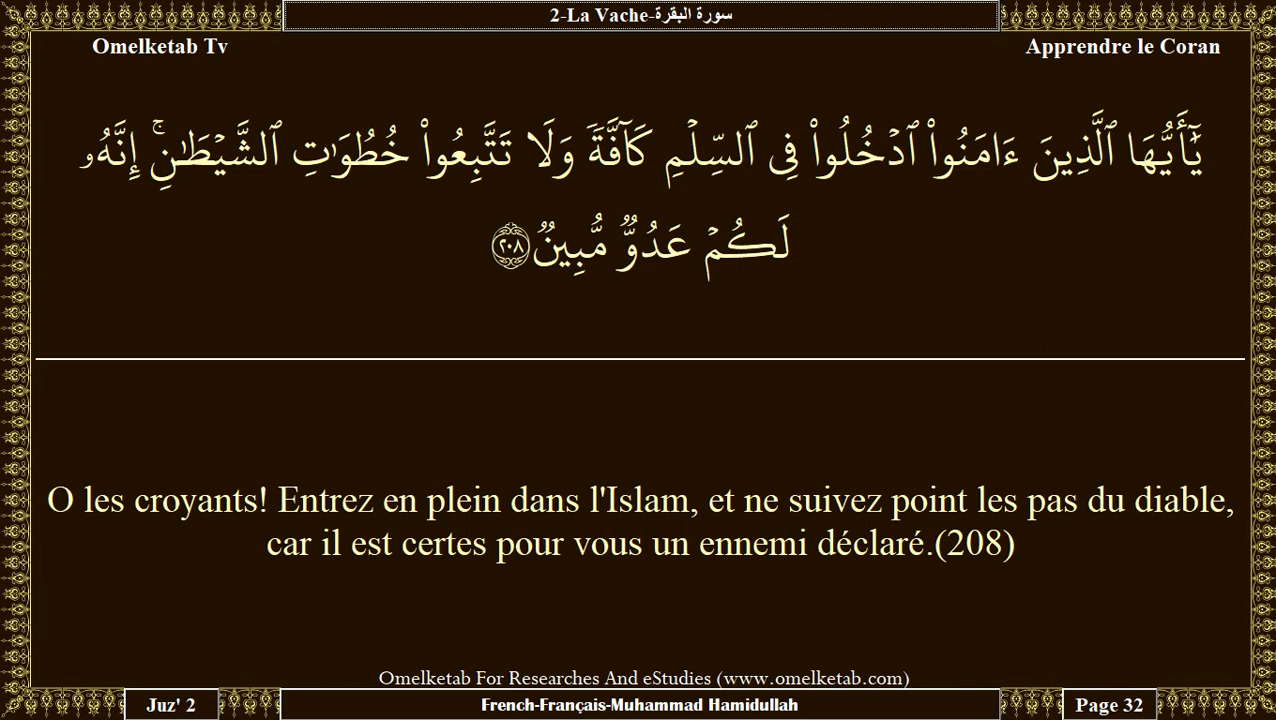 2-La Vache-سورة البقرة
Omelketab Tv
Apprendre le Coran
يَٰٓأَيُّهَا ٱلَّذِينَ ءَامَنُوا۟ ٱدْخُلُوا۟ فِى ٱلسِّلْمِ كَآفَّةً وَلَا تَتَّبِعُوا۟ خُطُوَٰتِ ٱلشَّيْطَٰنِ ۚ إِنَّهُۥ
لَكُمْ عَدُوٌّ مُّبِينٌ ٢٠٨
O les croyants! Entrez en plein dans l'Islam, et ne suivez point les pas du diable,
car il est certes pour vous un ennemi déclaré.(208)
Omelketab For Researches And eStudies (www.omelketab.com)
Juz' 2
French-Français-Muhammad Hamidullah
Page 32